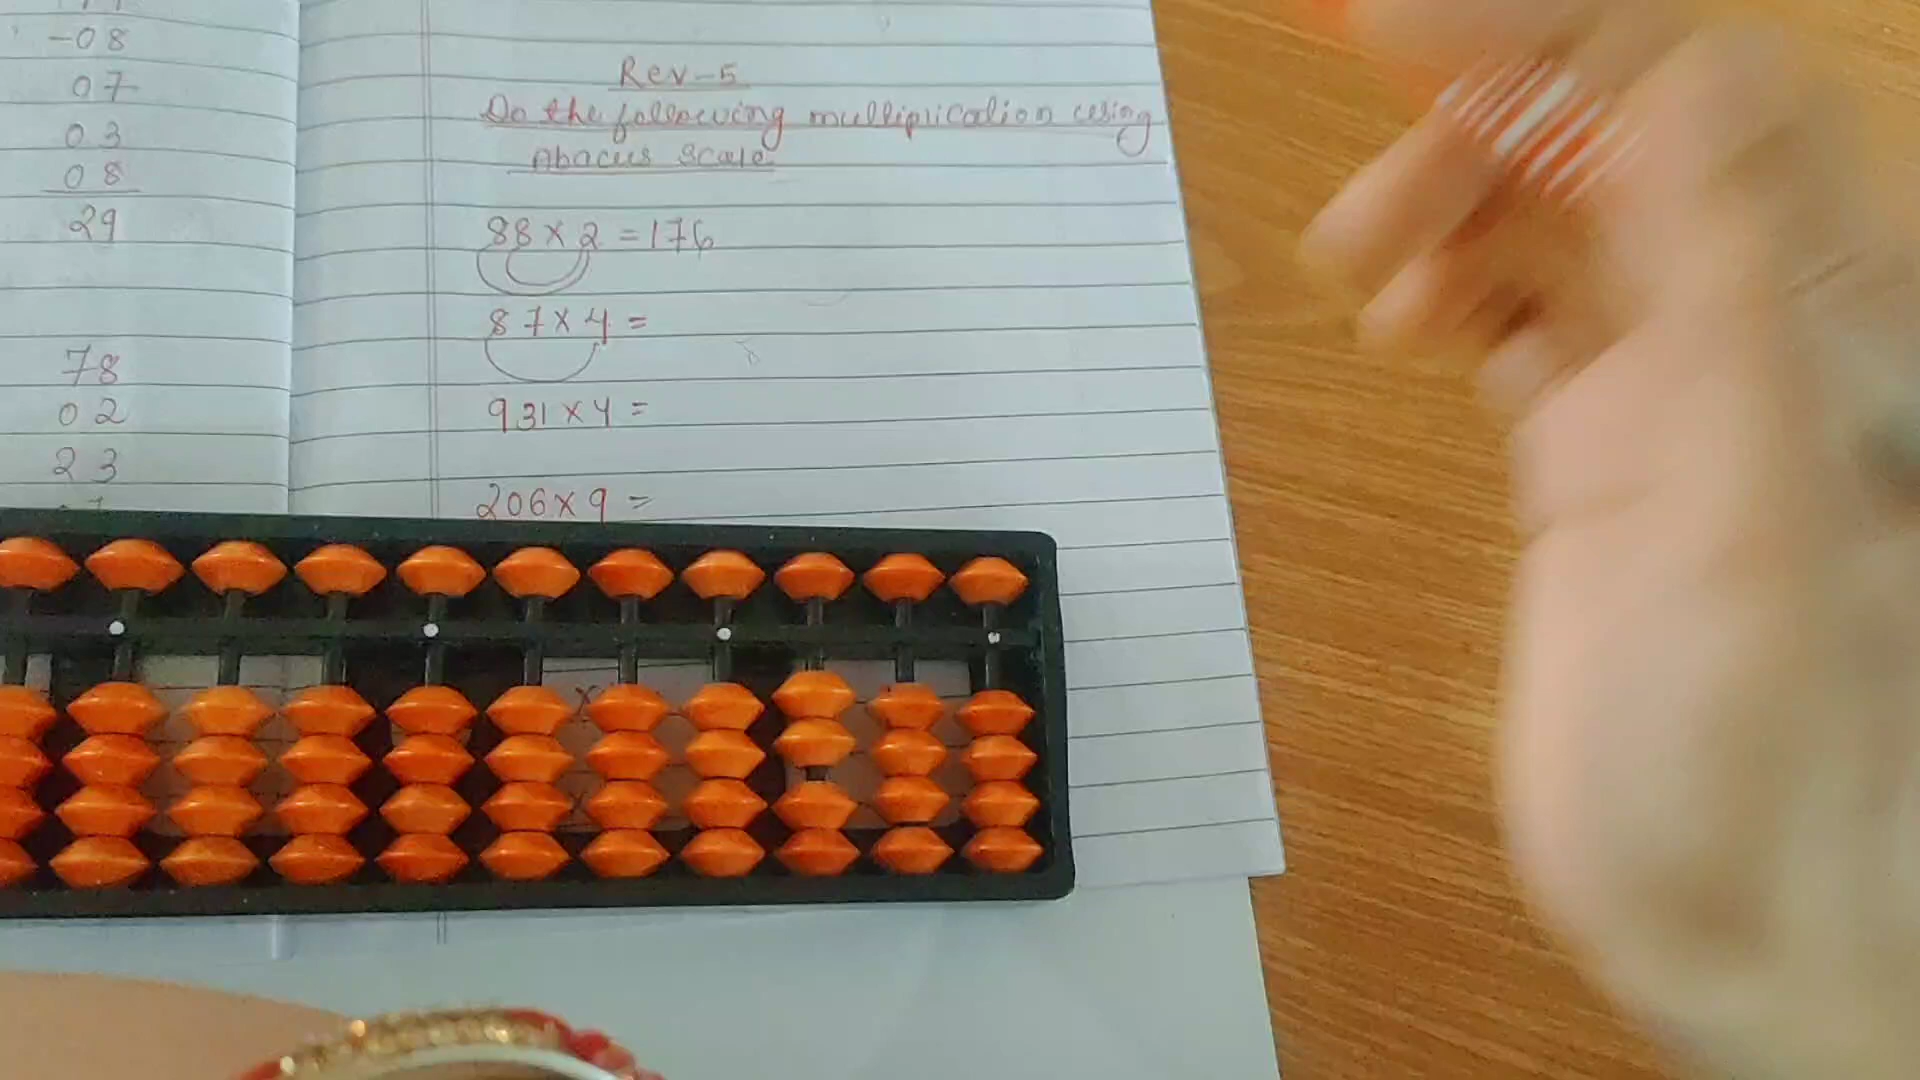 -08
07
03
08
29
78
02
23
Rev-5
Do the following multiplication using
Abacus Scale
88 x 2 = 176
87 x 4 =
931 x 4 =
206 x 9 =